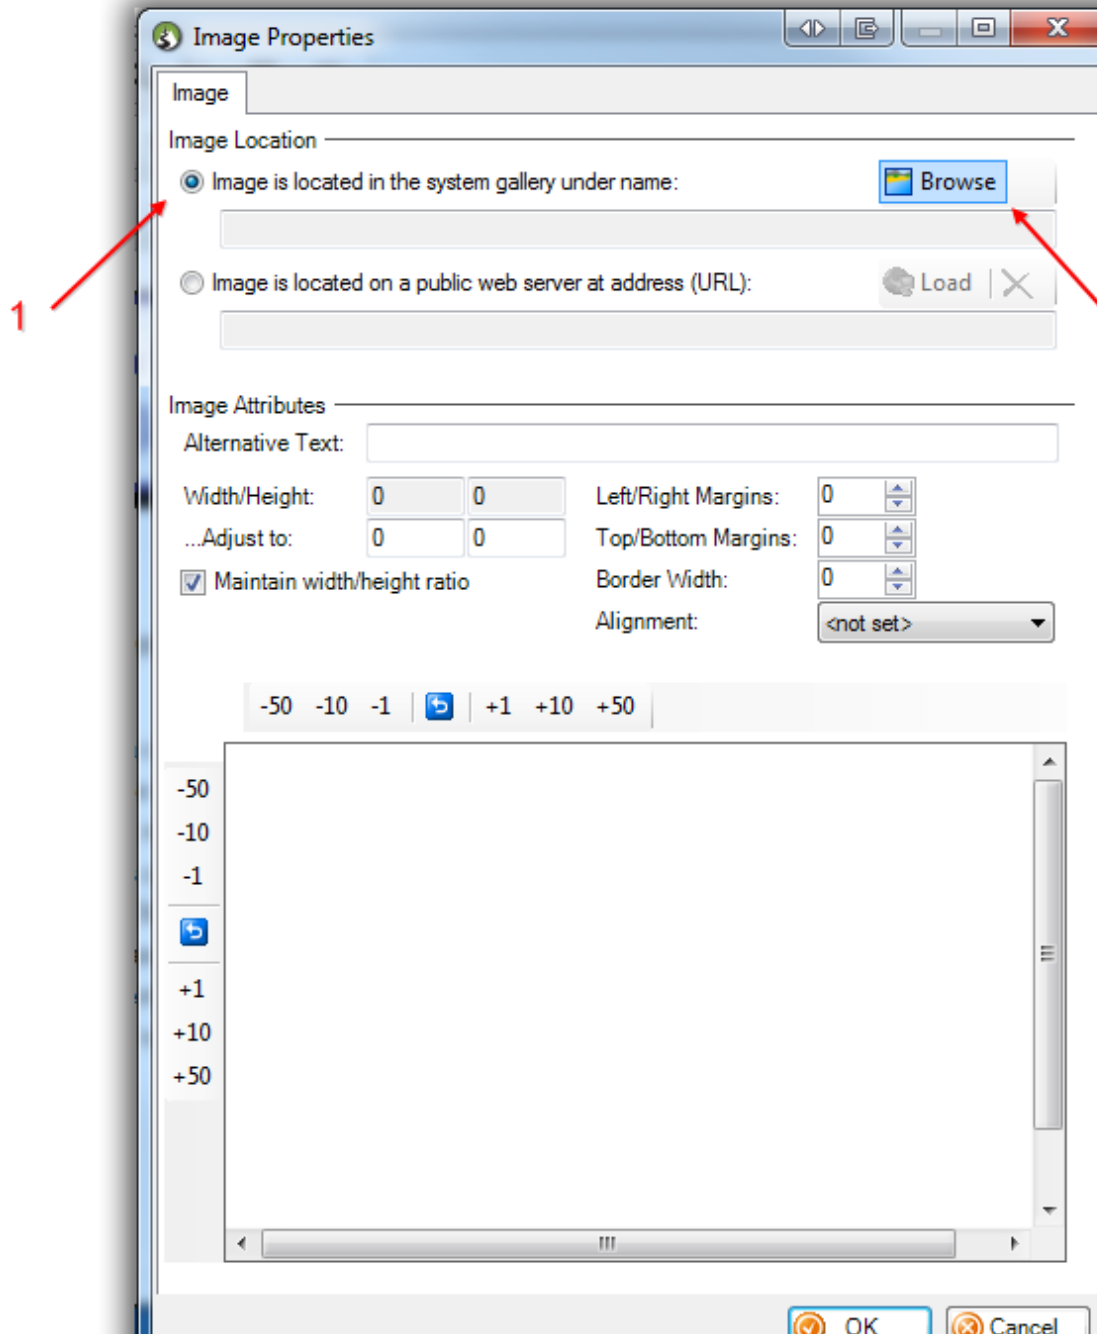 Image Properties
Image
Image Location
Image is located in the system gallery under name: Browse
1
Image is located on a public web server at address (URL): Load
Image Attributes
Alternative Text:
Width/Height: 0 0 Left/Right Margins: 0
...Adjust to: 0 0 Top/Bottom Margins: 0
Maintain width/height ratio Border Width: 0
Alignment: <not set>
-50 -10 -1 +1 +10 +50
-50
-10
-1
+1
+10
+50
OK Cancel